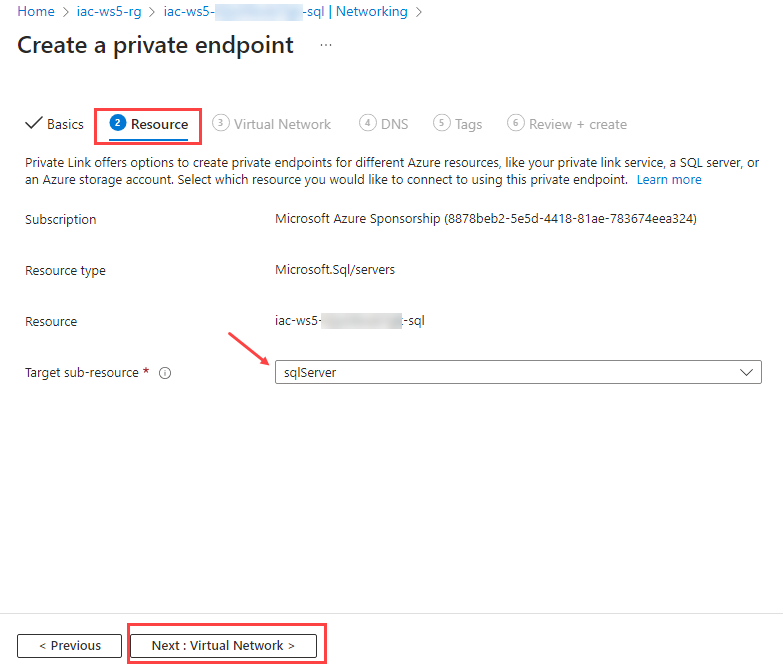 Home > iac-ws5-rg > iac-ws5- -sql | Networking >
Create a private endpoint ...
Basics 2 Resource 3 Virtual Network 4 DNS 5 Tags 6 Review + create
Private Link offers options to create private endpoints for different Azure resources, like your private link service, a SQL server, or
an Azure storage account. Select which resource you would like to connect to using this private endpoint. Learn more
Subscription Microsoft Azure Sponsorship (8878beb2-5e5d-4418-81ae-783674eea324)
Resource type Microsoft.Sql/servers
Resource iac-ws5- -sql
Target sub-resource * sqlServer
< Previous Next : Virtual Network >